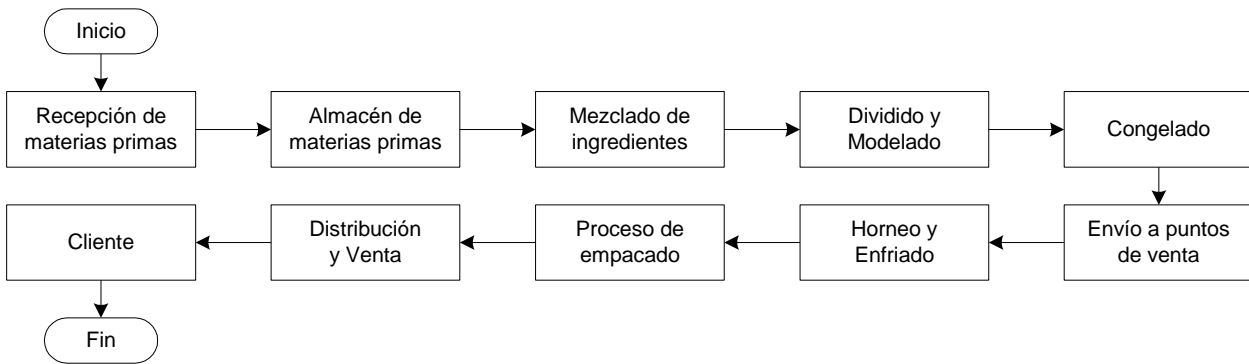 Inicio
Recepción de
materias primas
Almacén de
materias primas
Mezclado de
ingredientes
Dividido y
Modelado
Congelado
Envío a puntos
de venta
Horneo y
Enfriado
Proceso de
empacado
Distribución
y Venta
Cliente
Fin